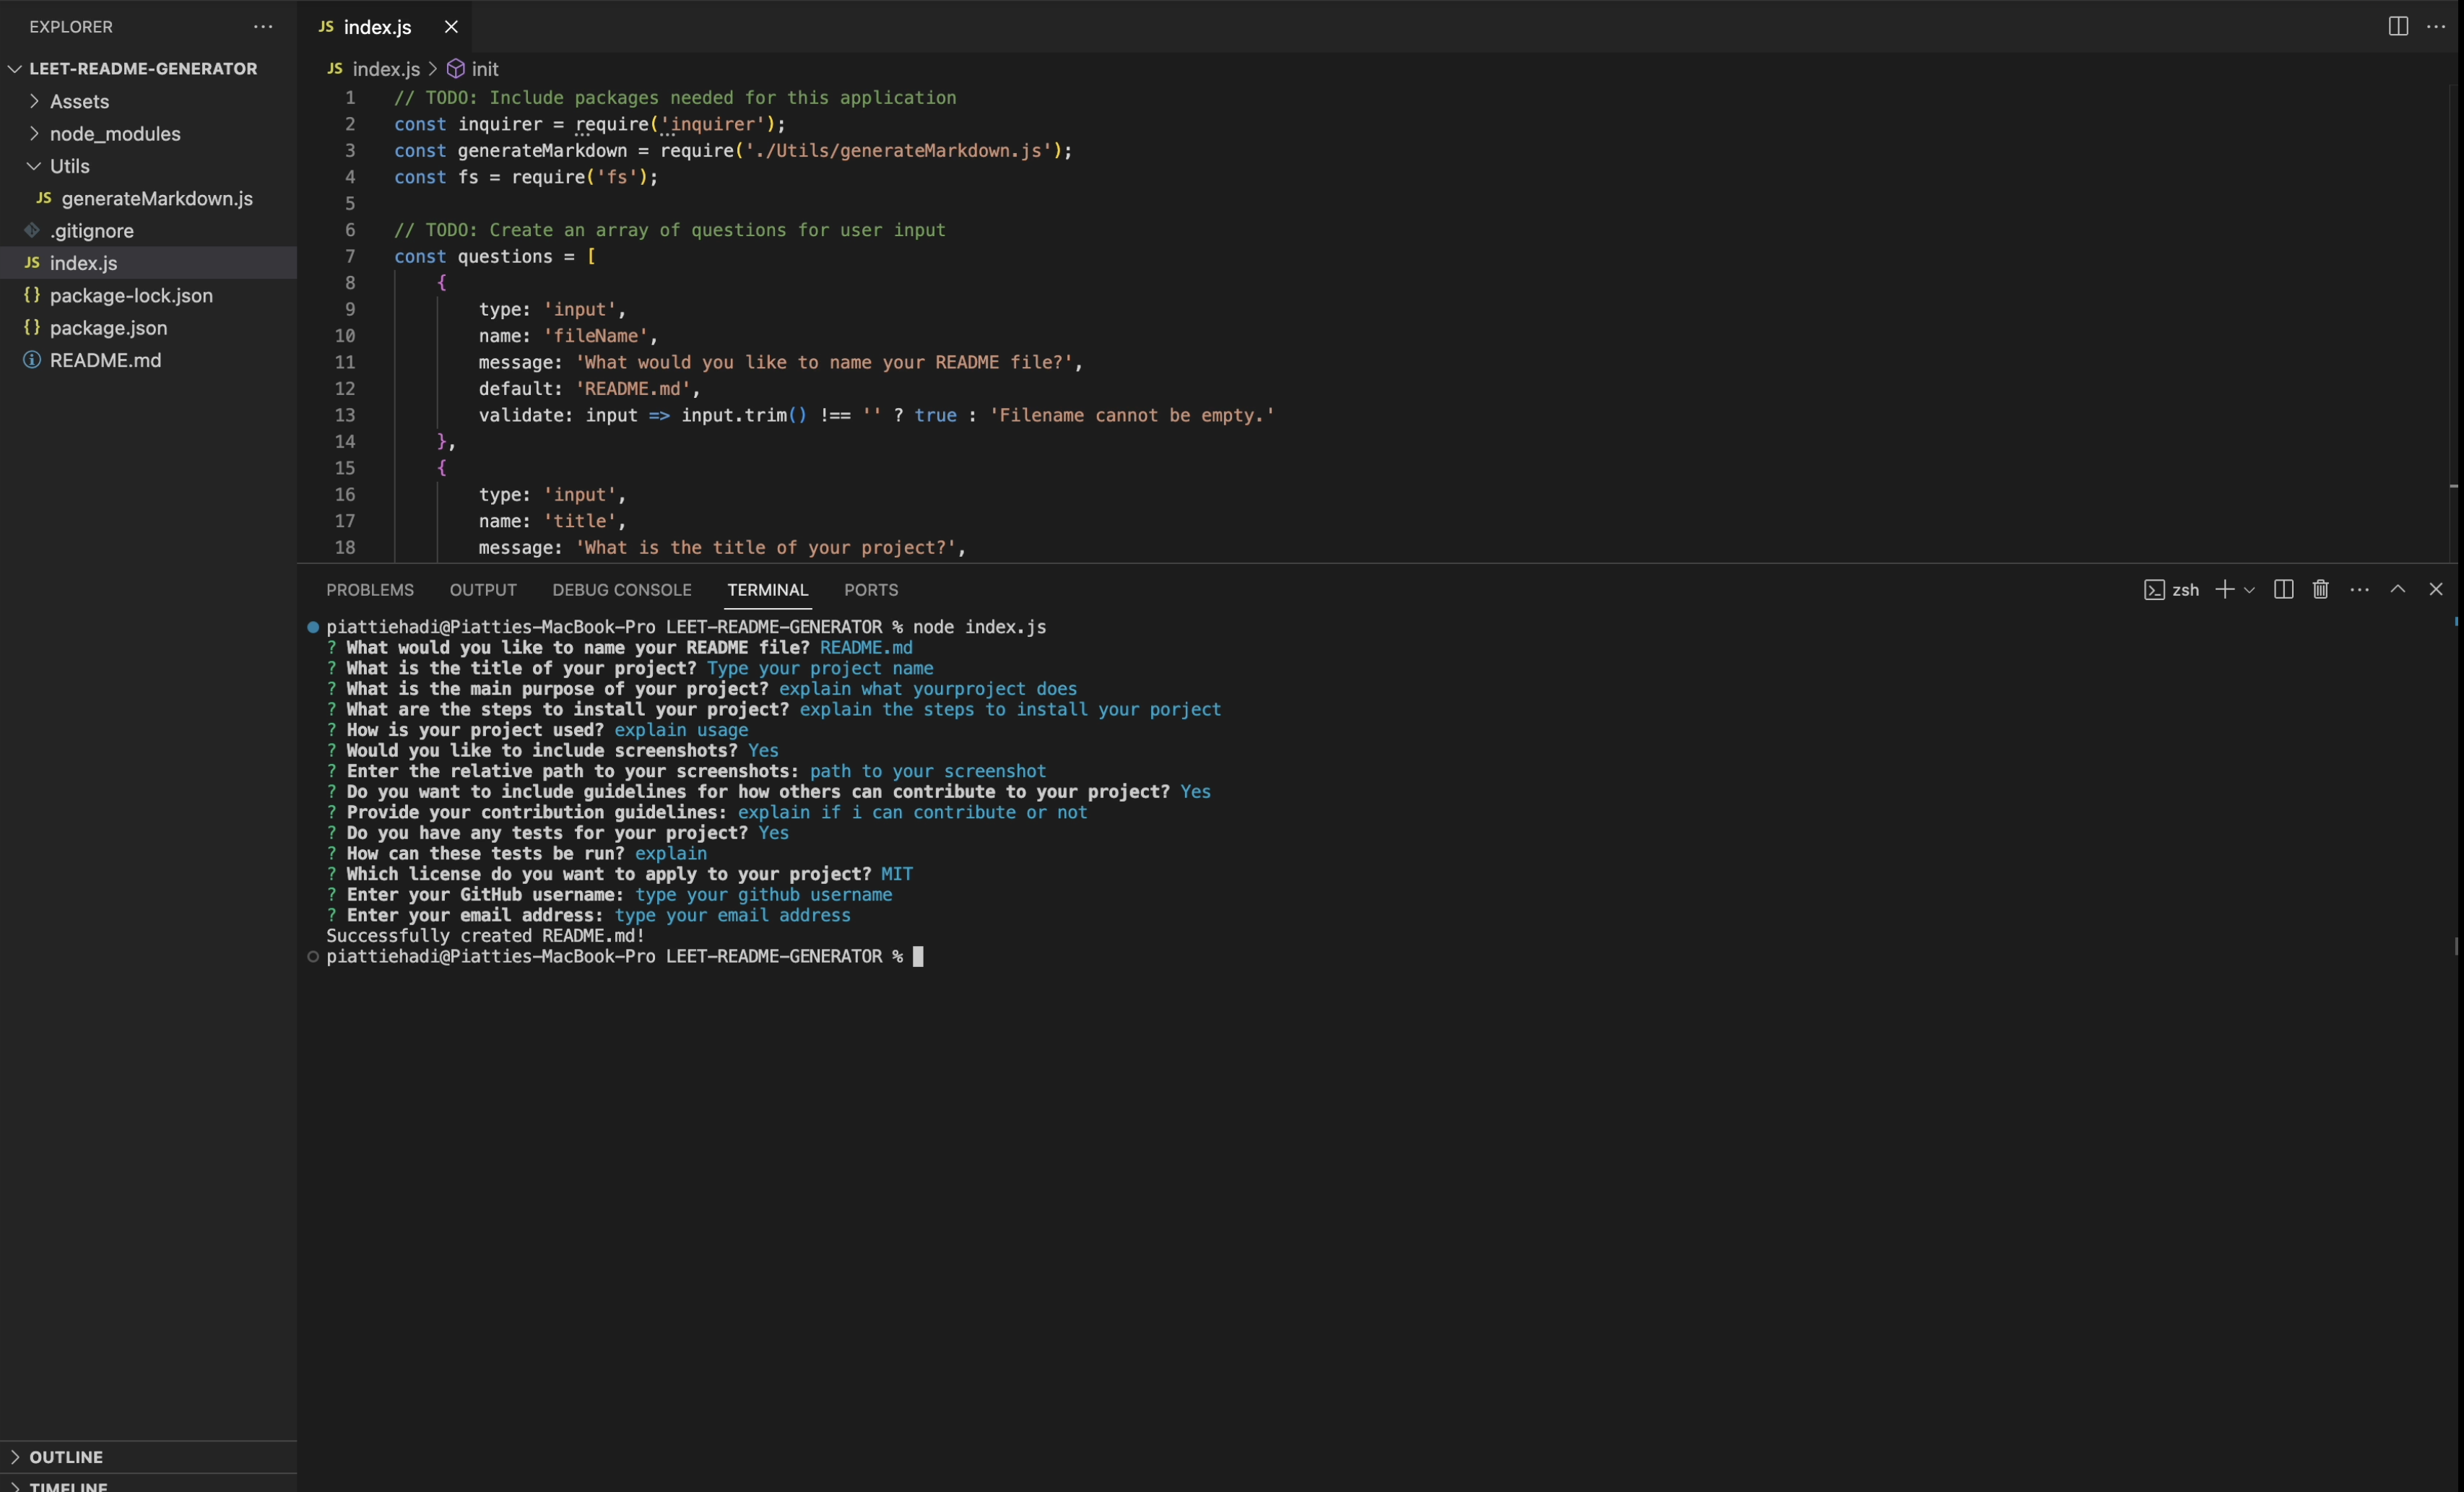 EXPLORER
LEET-README-GENERATOR
Assets
node_modules
Utils
JS generateMarkdown.js
.gitignore
JS index.js
{} package-lock.json
{} package.json
README.md
OUTLINE
TIMELINE
JS index.js
JS index.js > init
1 // TODO: Include packages needed for this application
2 const inquirer = require('inquirer');
3 const generateMarkdown = require('./Utils/generateMarkdown.js');
4 const fs = require('fs');
5
6 // TODO: Create an array of questions for user input
7 const questions = [
8 {
9 type: 'input',
10 name: 'fileName',
11 message: 'What would you like to name your README file?',
12 default: 'README.md',
13 validate: input => input.trim() !== '' ? true : 'Filename cannot be empty.'
14 },
15 {
16 type: 'input',
17 name: 'title',
18 message: 'What is the title of your project?',
PROBLEMS OUTPUT DEBUG CONSOLE TERMINAL PORTS zsh
piattiehadi@Piatties-MacBook-Pro LEET-README-GENERATOR % node index.js
? What would you like to name your README file? README.md
? What is the title of your project? Type your project name
? What is the main purpose of your project? explain what yourproject does
? What are the steps to install your project? explain the steps to install your porject
? How is your project used? explain usage
? Would you like to include screenshots? Yes
? Enter the relative path to your screenshots: path to your screenshot
? Do you want to include guidelines for how others can contribute to your project? Yes
? Provide your contribution guidelines: explain if i can contribute or not
? Do you have any tests for your project? Yes
? How can these tests be run? explain
? Which license do you want to apply to your project? MIT
? Enter your GitHub username: type your github username
? Enter your email address: type your email address
Successfully created README.md!
piattiehadi@Piatties-MacBook-Pro LEET-README-GENERATOR %